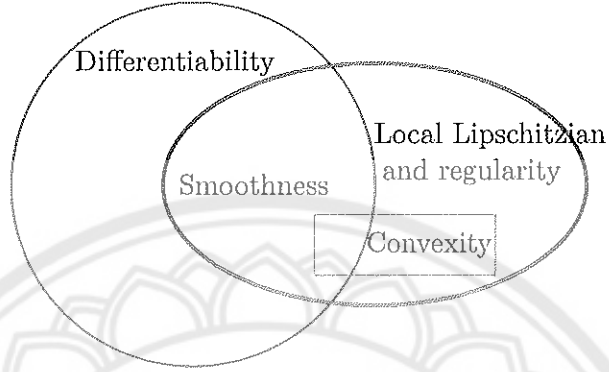 Differentiability
Local Lipschitzian
and regularity
Smoothness
Convexity